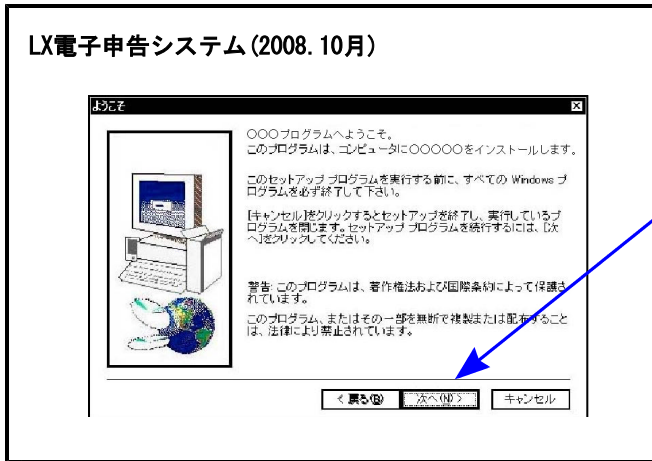 LX電子申告システム(2008.10月)
ようこそ
○○○プログラムへようこそ。
このプログラムは、コンピュータに○○○○○をインストールします。
このセットアップ プログラムを実行する前に、すべての Windows プ
ログラムを必ず終了して下さい。
[キャンセル]をクリックするとセットアップを終了し、実行しているプ
ログラムを閉じます。セットアップ プログラムを続行するには、[次
へ]をクリックしてください。
警告: このプログラムは、著作権法および国際条約によって保護さ
れています。
このプログラム、またはその一部を無断で複製または配布すること
は、法律により禁止されています。
< 戻る(B) 次へ(N) > キャンセル